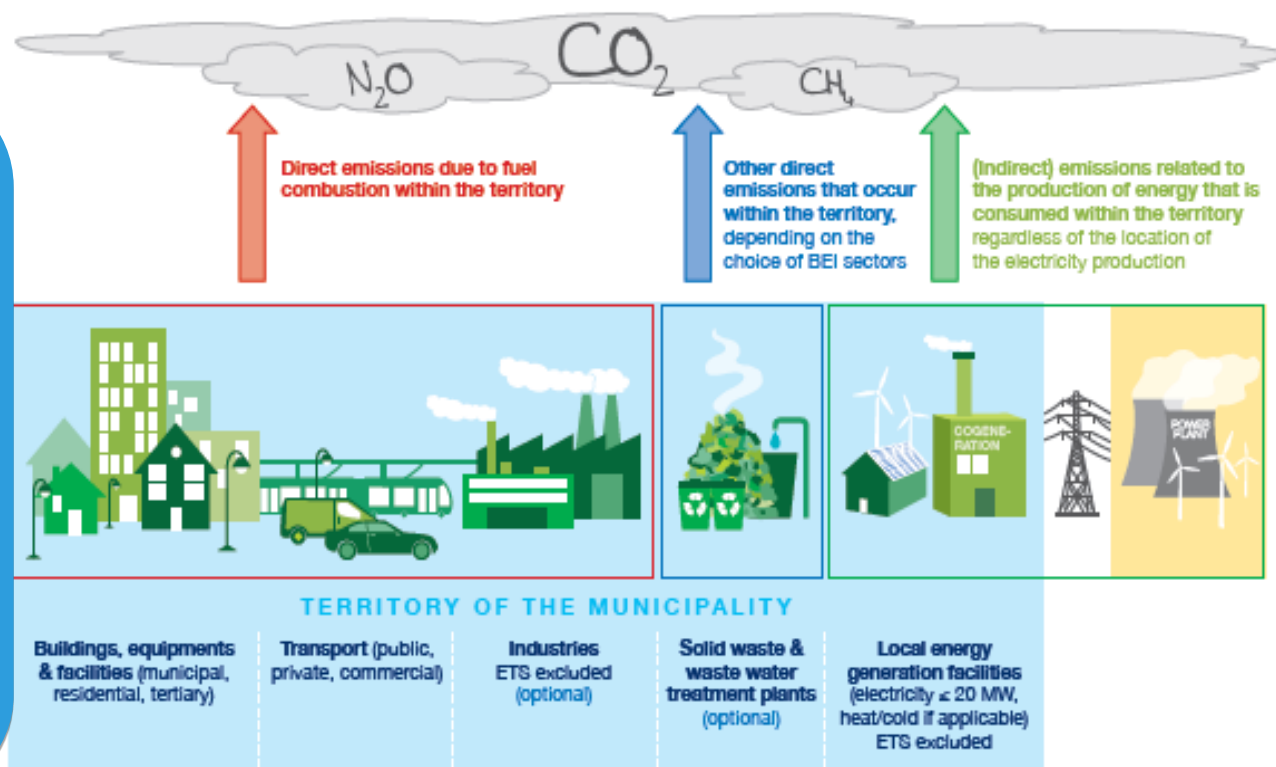 CO2
N2O
CH4
Direct emissions due to fuel
combustion within the territory
Other direct
emissions that occur
within the territory,
depending on the
choice of BEI sectors
(Indirect) emissions related to
the production of energy that is
consumed within the territory
regardless of the location of
the electricity production
COGENE-
RATION
POWER
PLANT
TERRITORY OF THE MUNICIPALITY
Buildings, equipments
& facilities (municipal,
residential, tertiary)
Transport (public,
private, commercial)
Industries
ETS excluded
(optional)
Solid waste &
waste water
treatment plants
(optional)
Local energy
generation facilities
(electricity ≤ 20 MW,
heat/cold if applicable)
ETS excluded